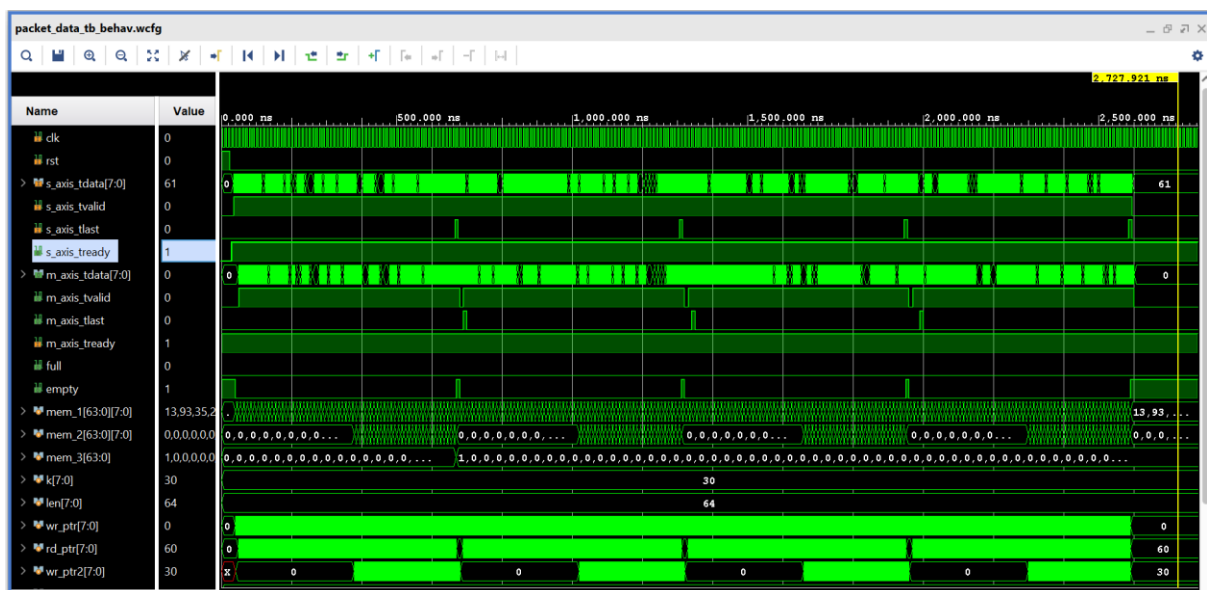 packet_data_tb_behav.wcfg
2,727.921 ns
Name Value 0.000 ns 500.000 ns 1,000.000 ns 1,500.000 ns 2,000.000 ns 2,500.000 ns
clk 0
rst 0
s_axis_tdata[7:0] 61 0 61
s_axis_tvalid 0
s_axis_tlast 0
s_axis_tready 1
m_axis_tdata[7:0] 0 0 0
m_axis_tvalid 0
m_axis_tlast 0
m_axis_tready 1
full 0
empty 1
mem_1[63:0][7:0] 13,93,35,2 . 13,93,...
mem_2[63:0][7:0] 0,0,0,0,0,0 0,0,0,0,0,0,0,0... 0,0,0,0,0,0,0,... 0,0,0,0,0,0,0,0... 0,0,0,0,0,0,0,0... 0,0,0,...
mem_3[63:0] 1,0,0,0,0,0 0,0,0,0,0,0,0,0,0,0,0,0,0,0,0,0,... 1,0,0,0,0,0,0,0,0,0,0,0,0,0,0,0,0,0,0,0,0,0,0,0,0,0,0,0,0,0,0,0,0,0,0,0,0,0,0,0,0,0,0,0,0,0,0,0,0,0,...
k[7:0] 30 30
len[7:0] 64 64
wr_ptr[7:0] 0 0 0
rd_ptr[7:0] 60 0 60
wr_ptr2[7:0] 30 X 0 0 0 0 30